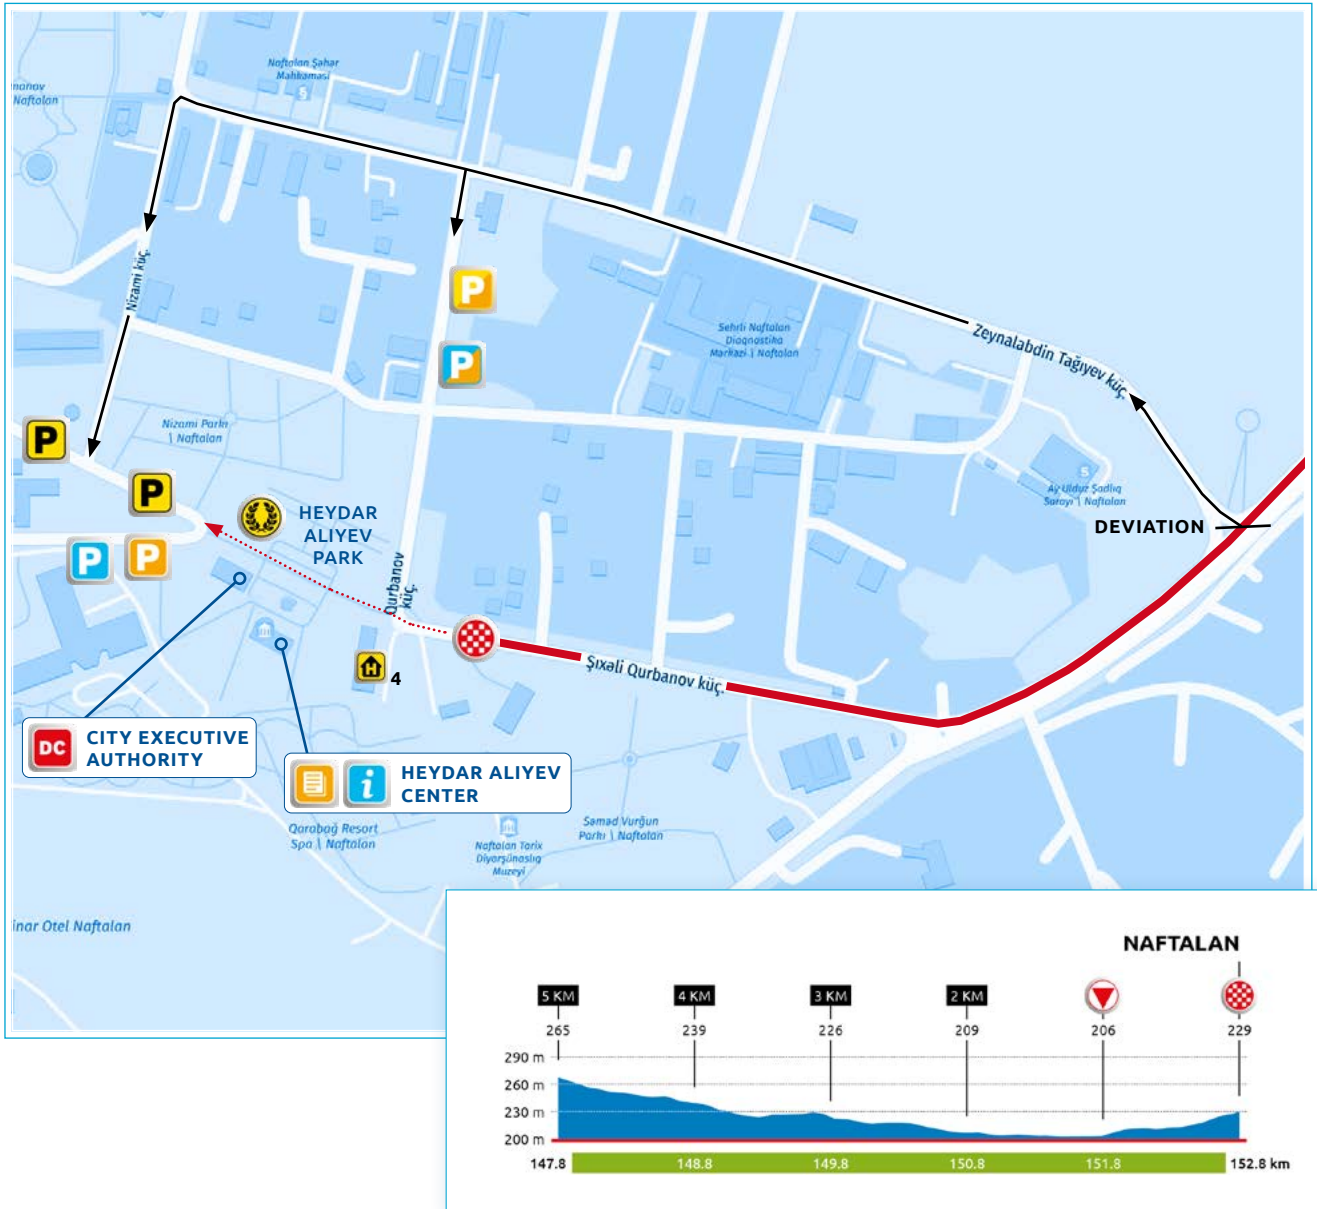 Naftalan Şəhər
Məhkəməsi
Naftalan
Nizami küç.
P
P
Sehrli Naftalan
Diaqnostika
Mərkəzi \ Naftalan
Zeynalabdin Tağıyev küç.
Nizami Parkı
\ Naftalan
P
P
HEYDAR
ALIYEV
PARK
Ay Ulduz Şadlıq
Sarayı \ Naftalan
DEVIATION
P
P
Qurbanov
küç.
4
Şıxəli Qurbanov küç.
DC
CITY EXECUTIVE
AUTHORITY
i
HEYDAR ALIYEV
CENTER
Qarabağ Resort
Spa \ Naftalan
Naftalan Tarix
Diyarşünaslıq
Muzeyi
Səməd Vurğun
Parkı \ Naftalan
inar Otel Naftalan
NAFTALAN
5 KM 4 KM 3 KM 2 KM
265 239 226 209 206 229
290 m
260 m
230 m
200 m
147.8 148.8 149.8 150.8 151.8 152.8 km